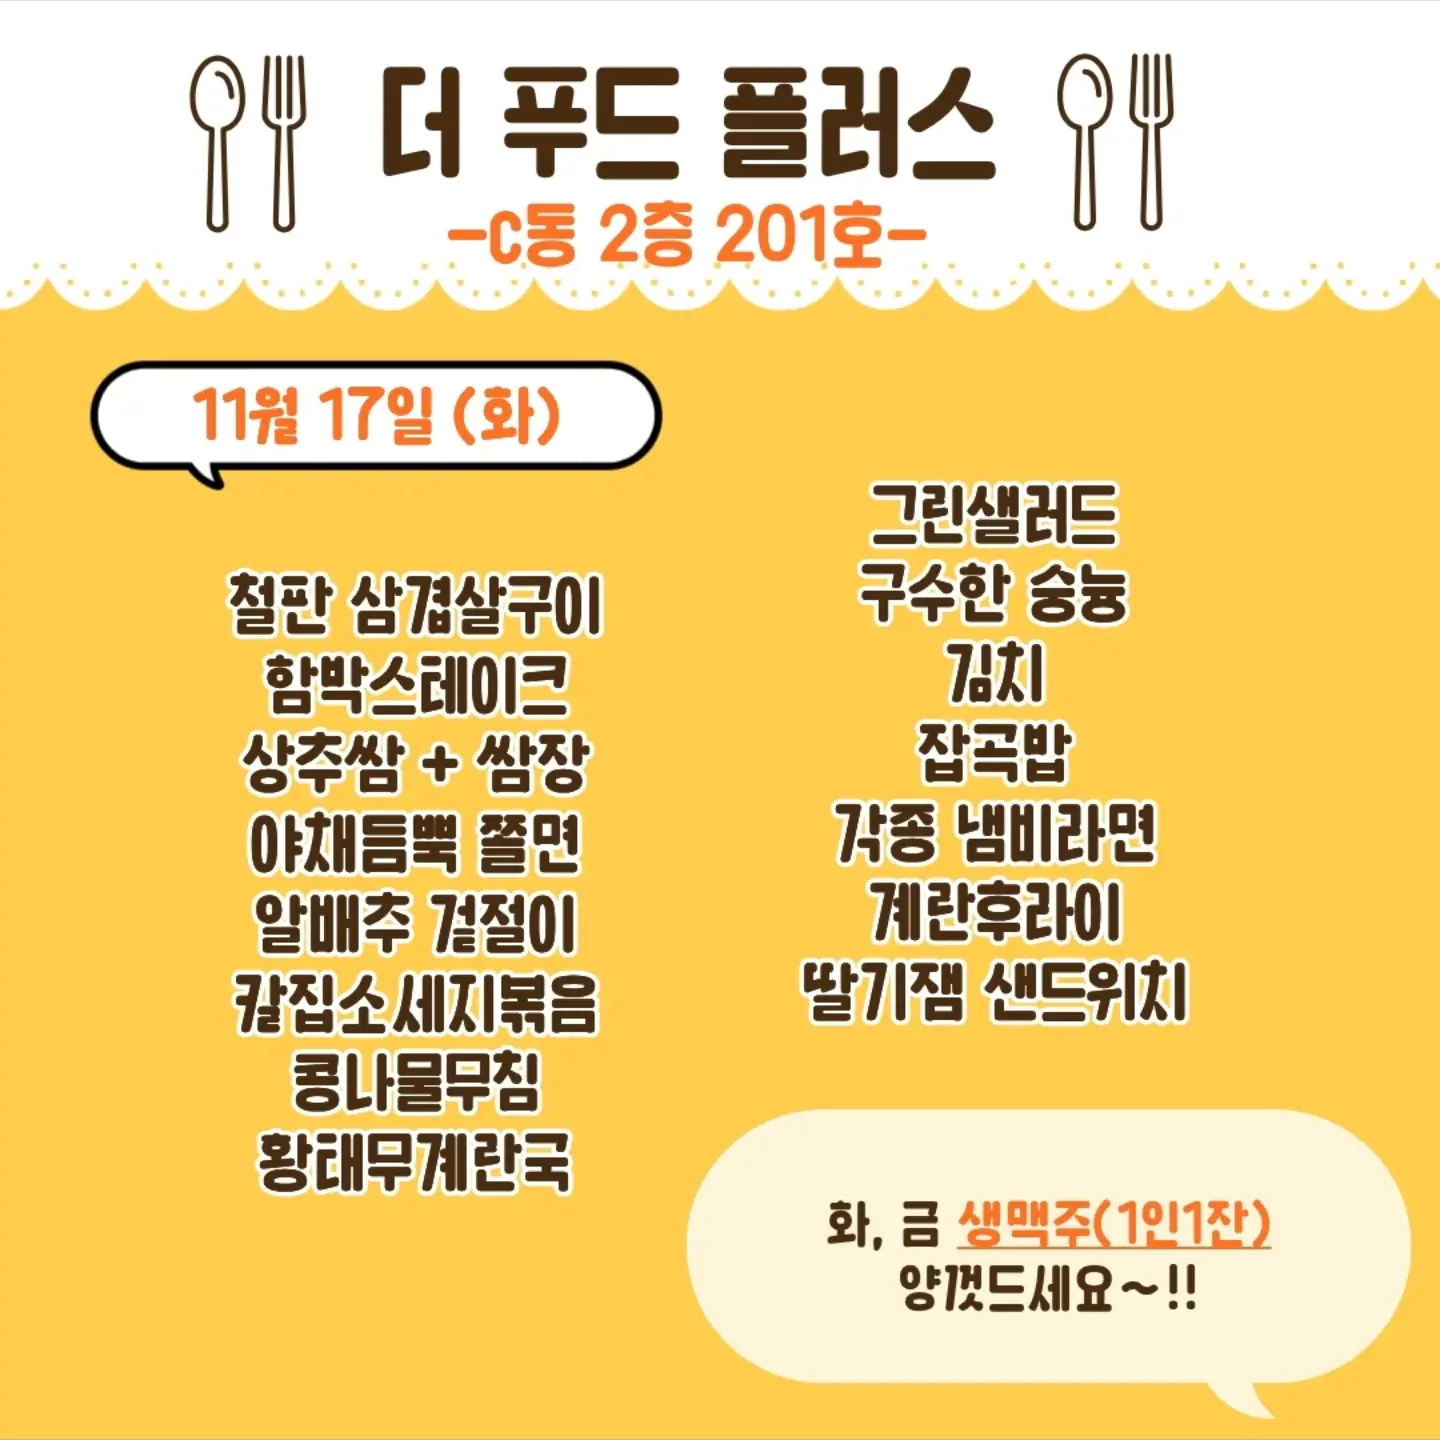 더 푸드 플러스
-C동 2층 201호-
11월 17일 (화)
철판 삼겹살구이
함박스테이크
상추쌈 + 쌈장
야채듬뿍 쫄면
알배추 겉절이
칼집소세지볶음
콩나물무침
황태무계란국
그린샐러드
구수한 숭늉
김치
잡곡밥
각종 냄비라면
계란후라이
딸기잼 샌드위치
화, 금 생맥주(1인1잔)
양껏드세요~!!